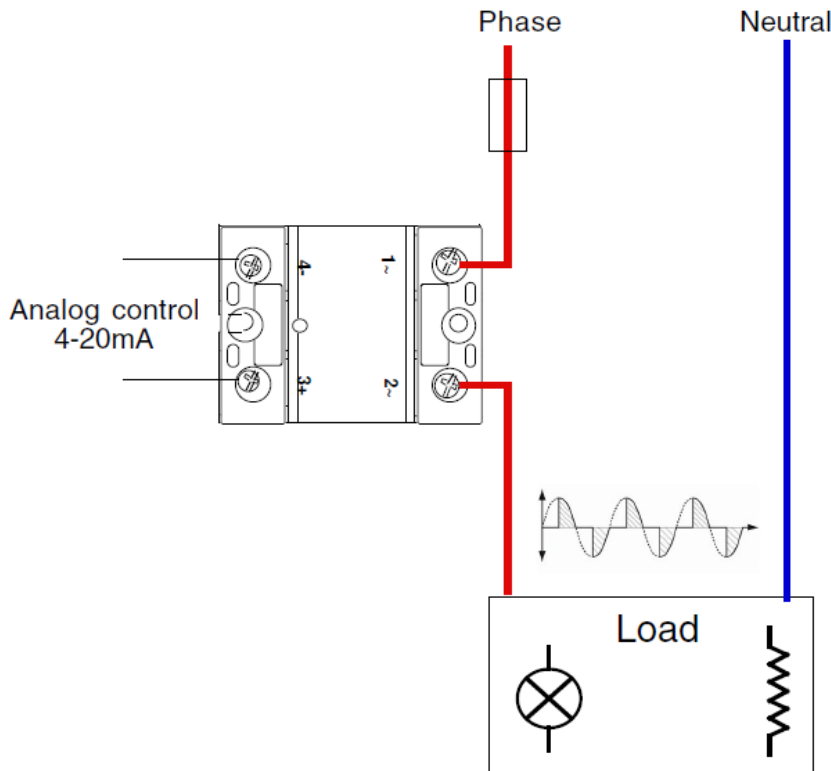 Phase
Neutral
4-
1~
Analog control
4-20mA
3+
2~
Load